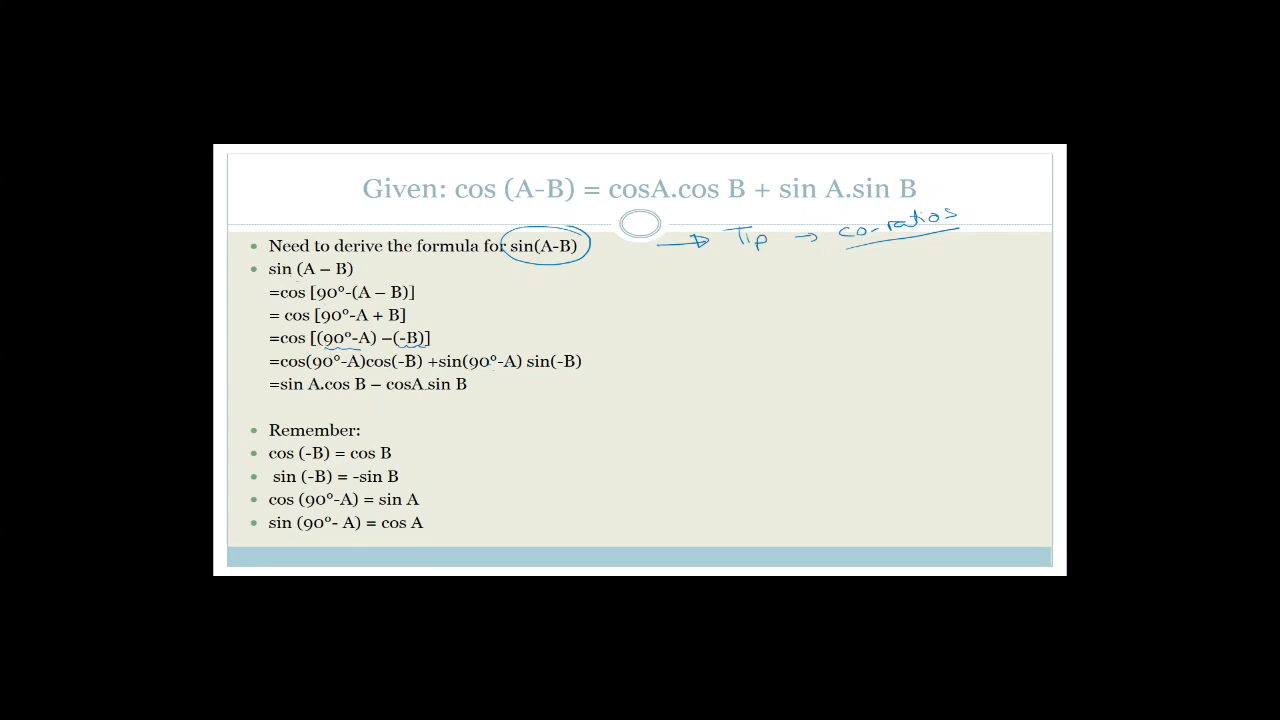 Given: cos (A-B) = cosA.cos B + sin A.sin B
Need to derive the formula for sin(A-B) → Tip → co-ratios
sin (A – B)
=cos [90°-(A – B)]
= cos [90°-A + B]
=cos [(90°-A) –(-B)]
=cos(90°-A)cos(-B) +sin(90°-A) sin(-B)
=sin A.cos B – cosA.sin B
Remember:
cos (-B) = cos B
sin (-B) = -sin B
cos (90°-A) = sin A
sin (90°- A) = cos A